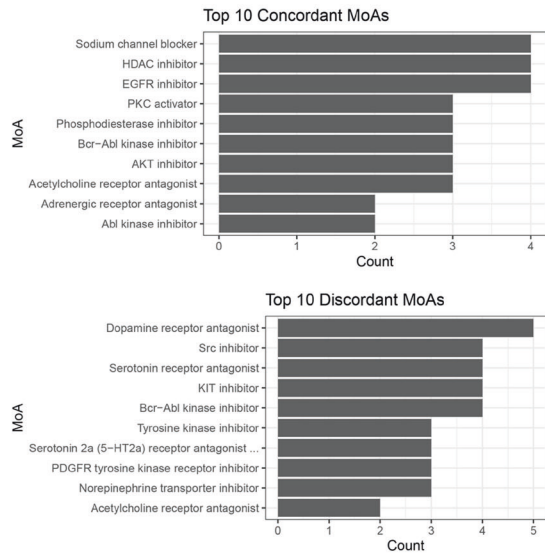 Top 10 Concordant MoAs
MoA
Sodium channel blocker
HDAC inhibitor
EGFR inhibitor
PKC activator
Phosphodiesterase inhibitor
Bcr−Abl kinase inhibitor
AKT inhibitor
Acetylcholine receptor antagonist
Adrenergic receptor antagonist
Abl kinase inhibitor
0 1 2 3 4
Count
Top 10 Discordant MoAs
MoA
Dopamine receptor antagonist
Src inhibitor
Serotonin receptor antagonist
KIT inhibitor
Bcr−Abl kinase inhibitor
Tyrosine kinase inhibitor
Serotonin 2a (5−HT2a) receptor antagonist ...
PDGFR tyrosine kinase receptor inhibitor
Norepinephrine transporter inhibitor
Acetylcholine receptor antagonist
0 1 2 3 4 5
Count